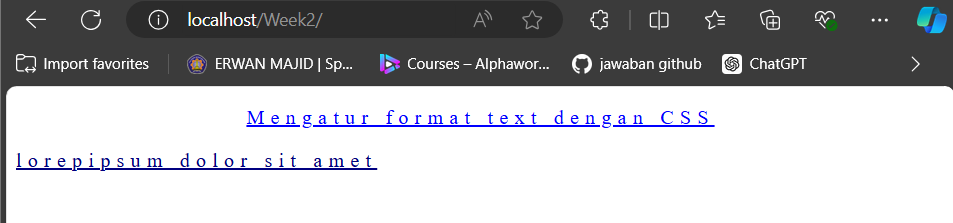 localhost/Week2/
Import favorites
ERWAN MAJID | Sp...
Courses – Alphawor...
jawaban github
ChatGPT
Mengatur format text dengan CSS
lorepipsum dolor sit amet